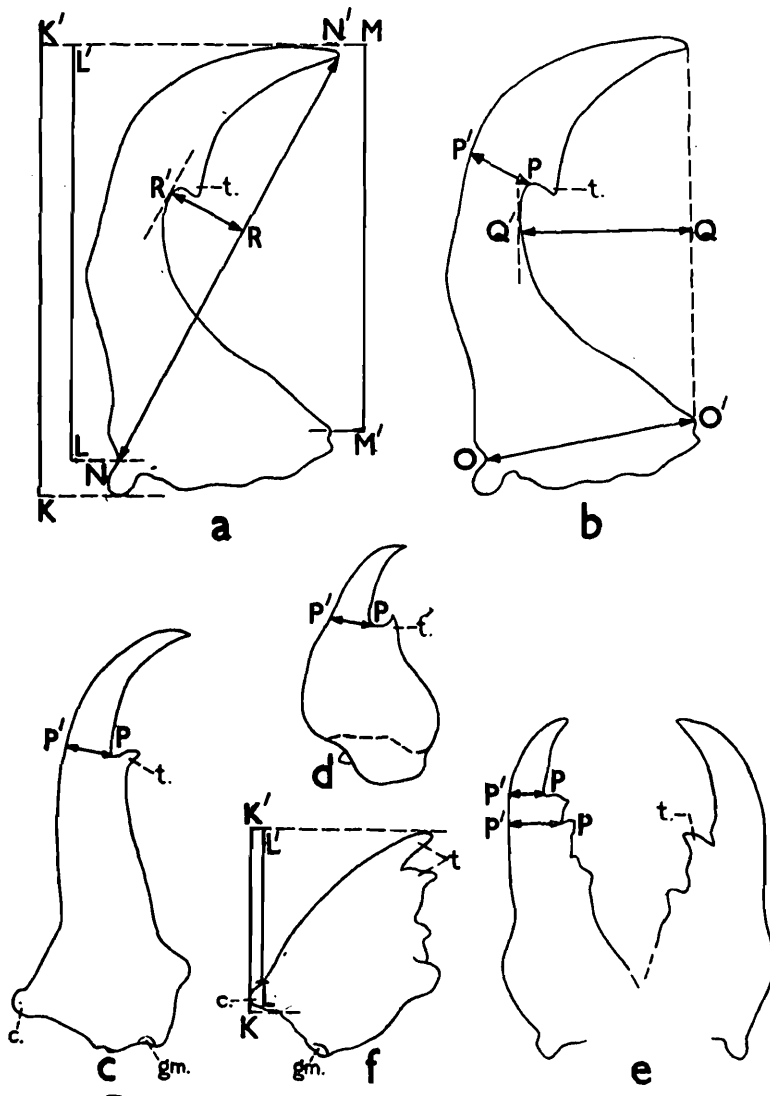 K' N' M
L'
R' t.
R
L
N M'
K
a
P' P
t.
Q' Q
O O'
b
P' P
t.
c.
gm.
c
P' P
t.
d
K'
L'
t
c. L
K
gm.
f
P' P
P' P
t.
e